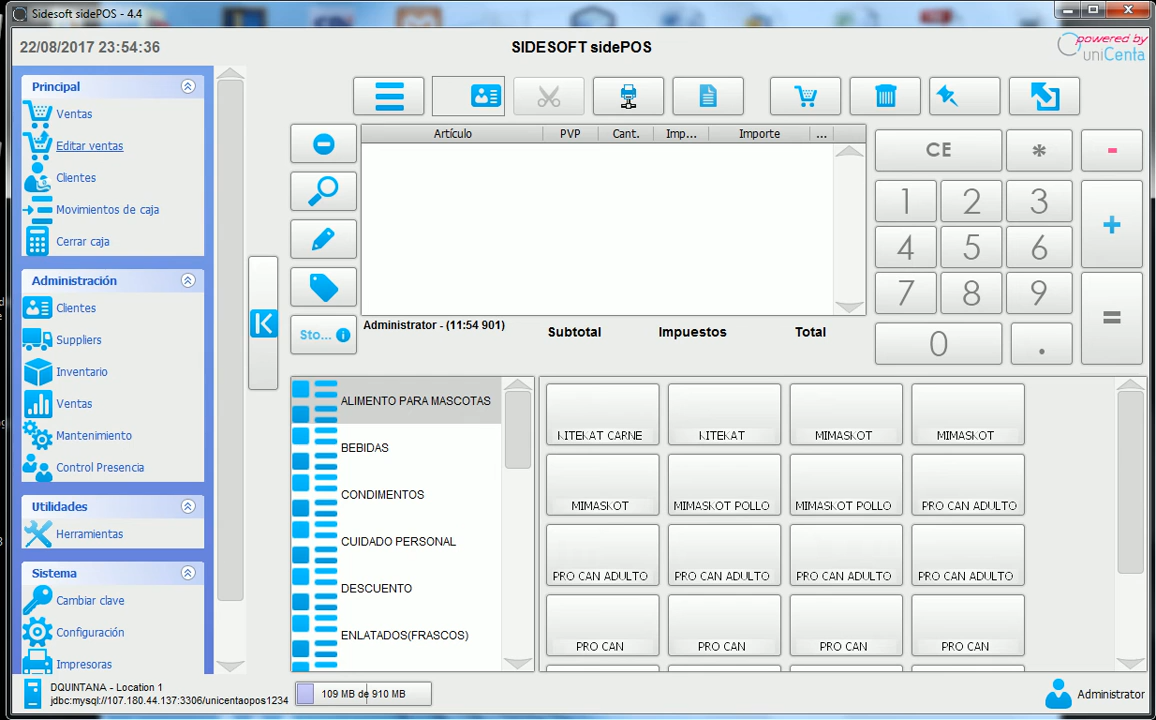 Sidesoft sidePOS - 4.4
22/08/2017 23:54:36
SIDESOFT sidePOS
powered by
uniCenta
Principal
Ventas
Editar ventas
Clientes
Movimientos de caja
Cerrar caja
Administración
Clientes
Suppliers
Inventario
Ventas
Mantenimiento
Control Presencia
Utilidades
Herramientas
Sistema
Cambiar clave
Configuración
Impresoras
Artículo PVP Cant. Imp... Importe ...
Sto...
Administrator - (11:54 901)
Subtotal Impuestos Total
CE * -
1 2 3 +
4 5 6
7 8 9 =
0 .
ALIMENTO PARA MASCOTAS
BEBIDAS
CONDIMENTOS
CUIDADO PERSONAL
DESCUENTO
ENLATADOS(FRASCOS)
KITEKAT CARNE KITEKAT MIMASKOT MIMASKOT
MIMASKOT MIMASKOT POLLO MIMASKOT POLLO PRO CAN ADULTO
PRO CAN ADULTO PRO CAN ADULTO PRO CAN ADULTO PRO CAN ADULTO
PRO CAN PRO CAN PRO CAN PRO CAN
DQUINTANA - Location 1
jdbc:mysql://107.180.44.137:3306/unicentaopos1234
109 MB de 910 MB
Administrator